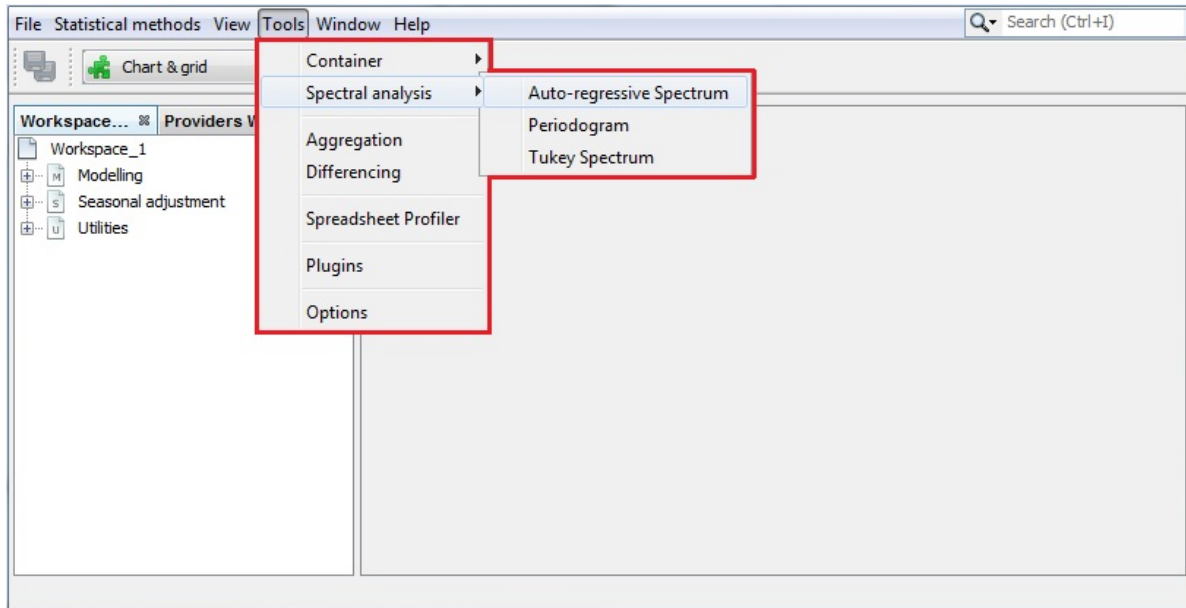 File Statistical methods View Tools Window Help
Search (Ctrl+I)
Chart & grid
Container
Spectral analysis
Aggregation
Differencing
Spreadsheet Profiler
Plugins
Options
Auto-regressive Spectrum
Periodogram
Tukey Spectrum
Workspace... Providers
Workspace_1
M Modelling
S Seasonal adjustment
U Utilities